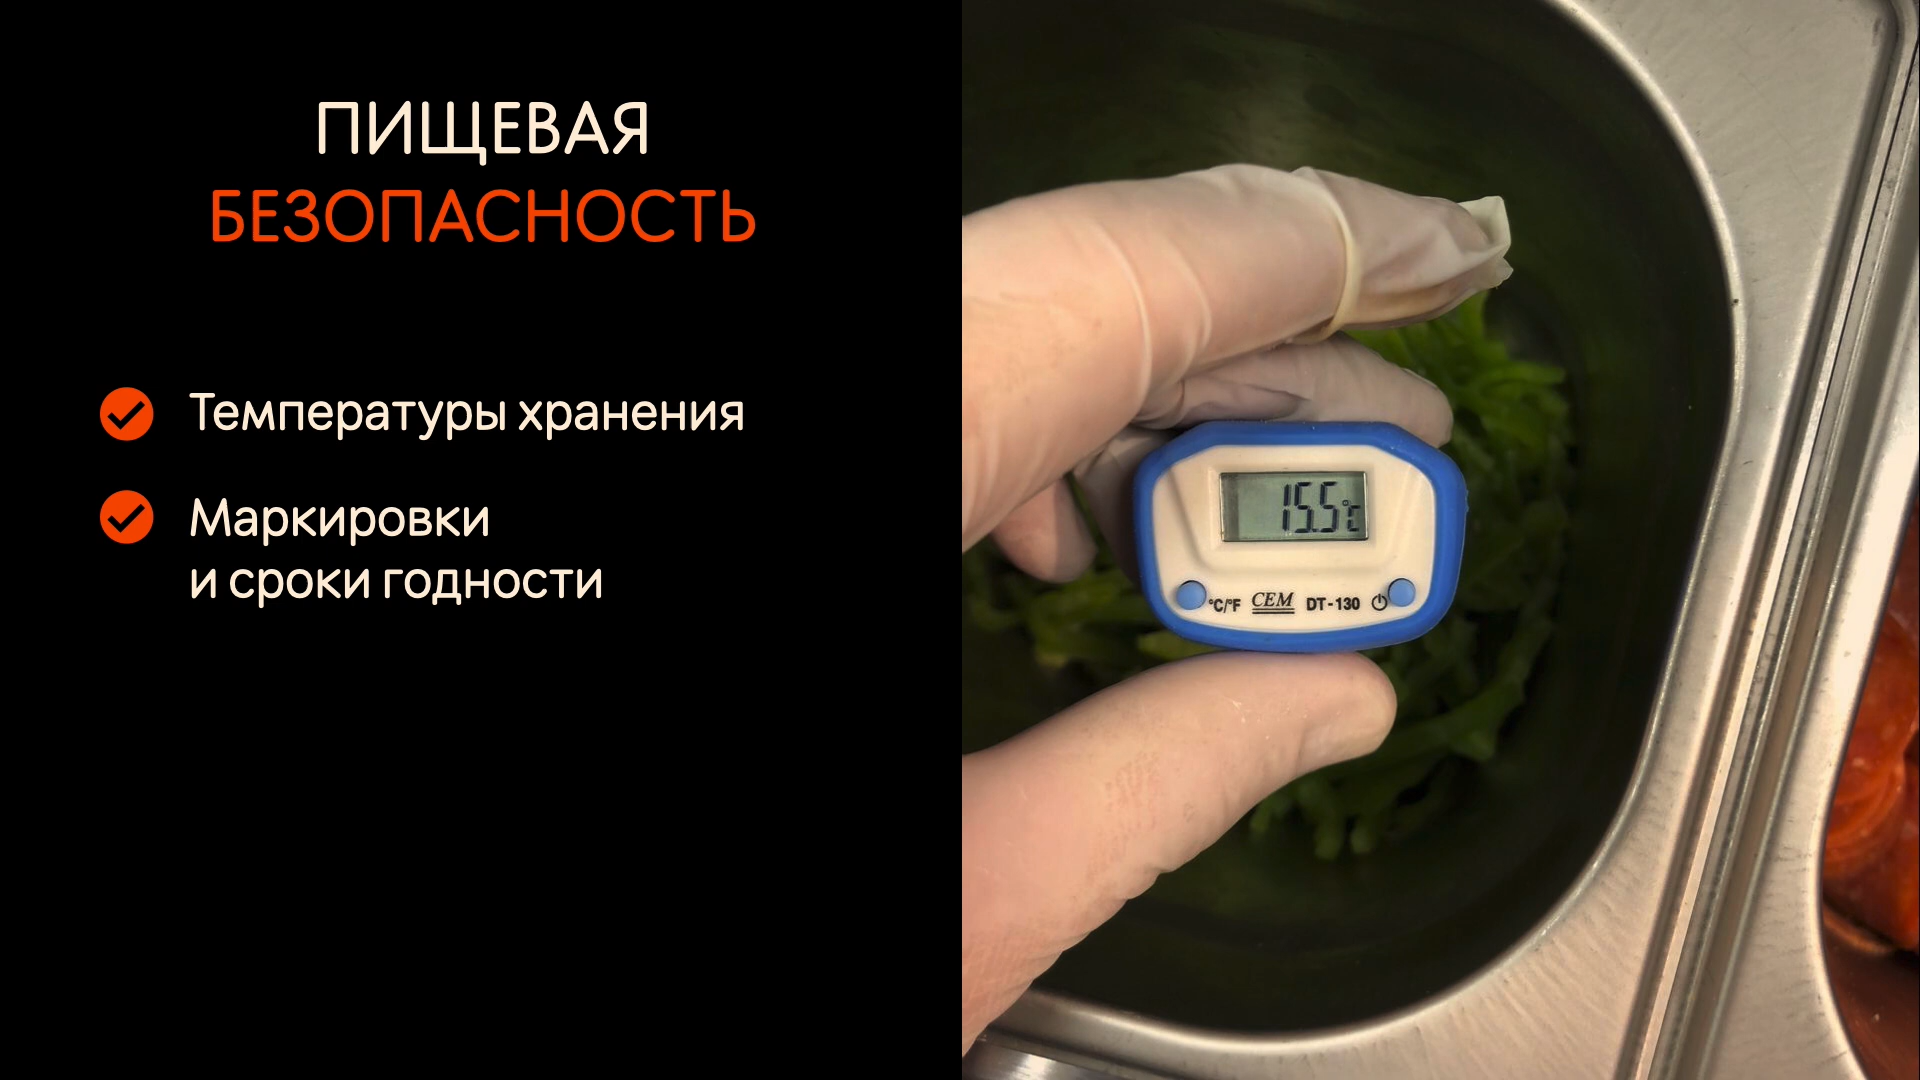 ПИЩЕВАЯ
БЕЗОПАСНОСТЬ
Температуры хранения
Маркировки
и сроки годности
15.5°C
°C/°F CEM DT-130